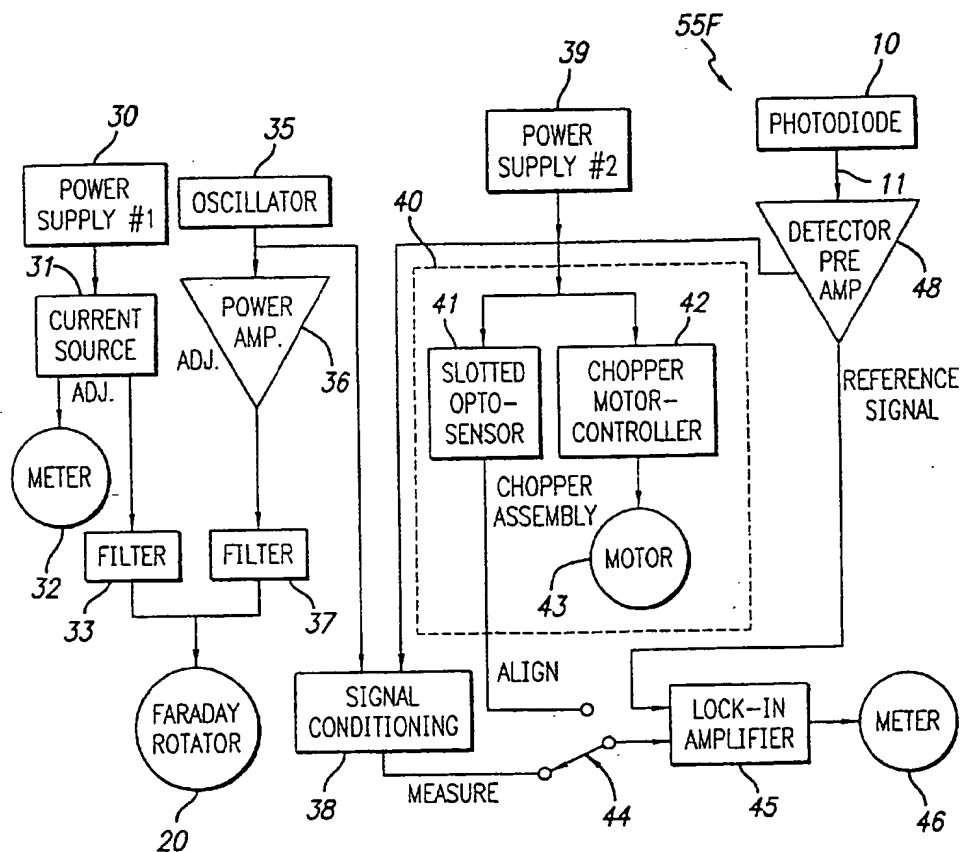 55F
10
PHOTODIODE
11
39
POWER
SUPPLY #2
30
POWER
SUPPLY #1
35
OSCILLATOR
40
DETECTOR
PRE
AMP
48
31
CURRENT
SOURCE
ADJ.
POWER
AMP.
ADJ.
36
41
SLOTTED
OPTO-
SENSOR
42
CHOPPER
MOTOR-
CONTROLLER
REFERENCE
SIGNAL
METER
32
CHOPPER
ASSEMBLY
MOTOR
43
FILTER
33
FILTER
37
FARADAY
ROTATOR
20
SIGNAL
CONDITIONING
38
ALIGN
MEASURE
44
LOCK-IN
AMPLIFIER
45
METER
46